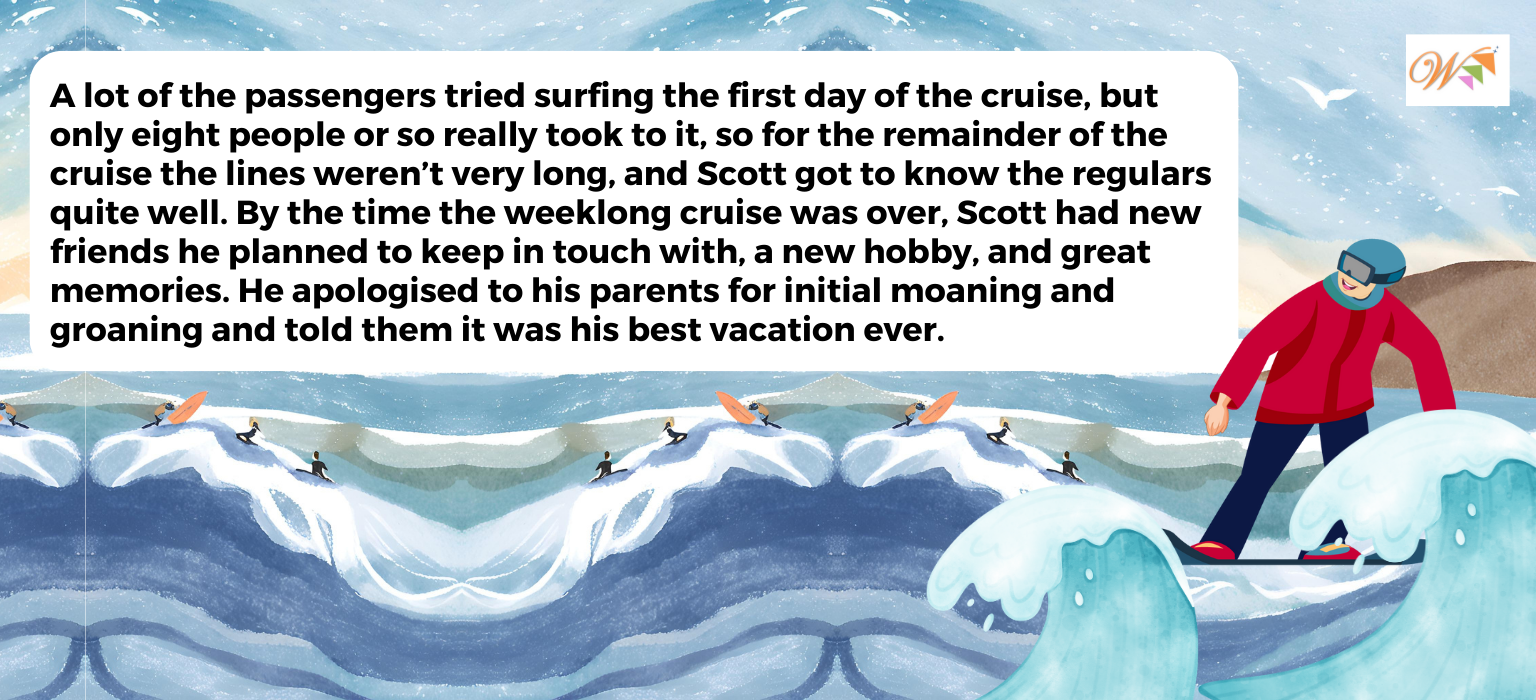 A lot of the passengers tried surfing the first day of the cruise, but
only eight people or so really took to it, so for the remainder of the
cruise the lines weren’t very long, and Scott got to know the regulars
quite well. By the time the weeklong cruise was over, Scott had new
friends he planned to keep in touch with, a new hobby, and great
memories. He apologised to his parents for initial moaning and
groaning and told them it was his best vacation ever.
W